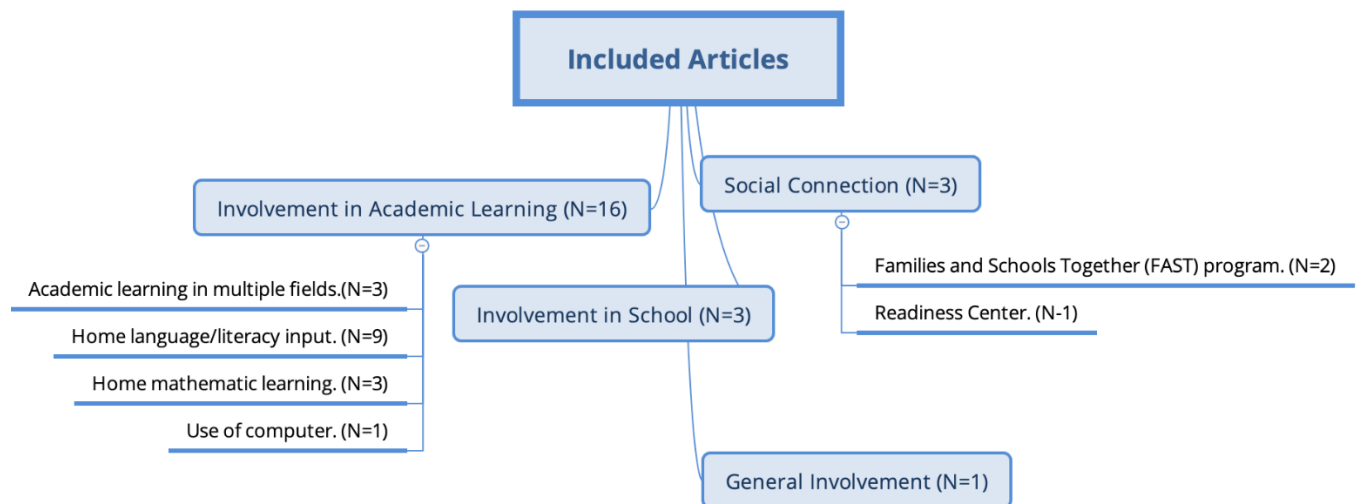 Included Articles
Involvement in Academic Learning (N=16)
Academic learning in multiple fields.(N=3)
Home language/literacy input. (N=9)
Home mathematic learning. (N=3)
Use of computer. (N=1)
Social Connection (N=3)
Families and Schools Together (FAST) program. (N=2)
Readiness Center. (N-1)
Involvement in School (N=3)
General Involvement (N=1)